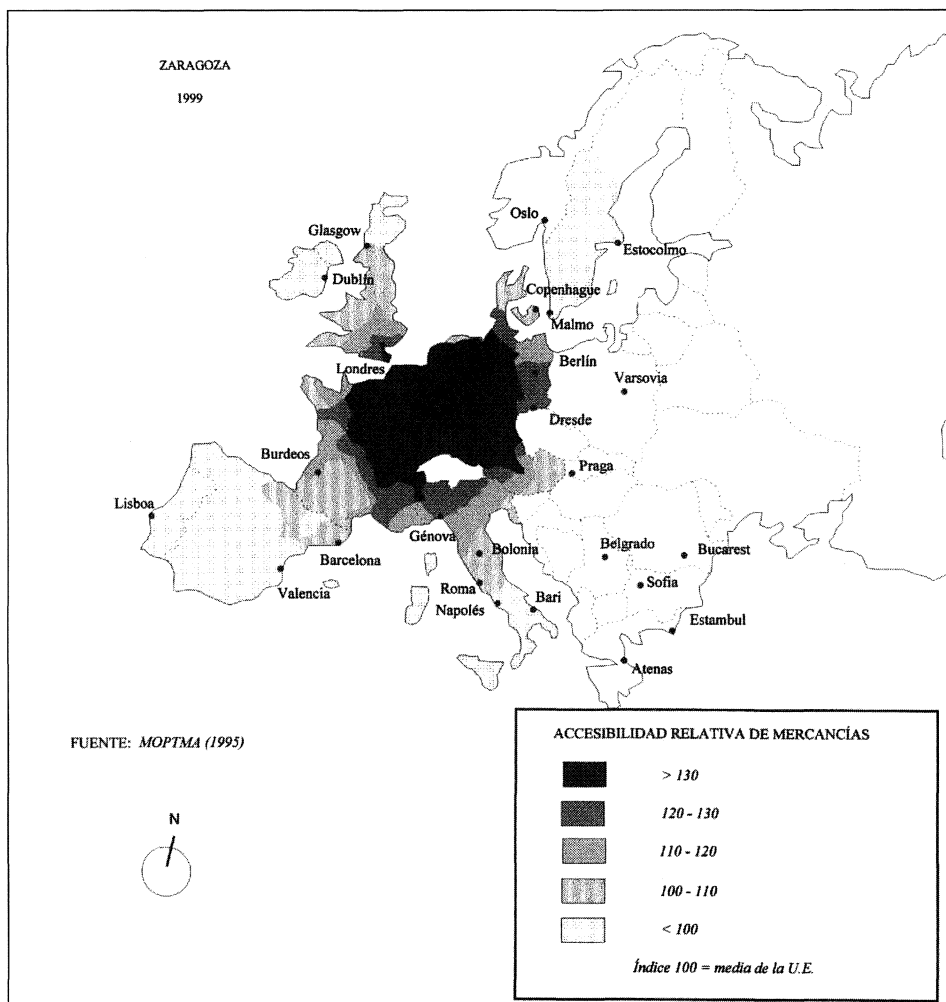 ZARAGOZA
1999
Oslo
Glasgow
Estocolmo
Dublín
Copenhague
Malmo
Londres
Berlín
Varsovia
Dresde
Burdeos
Praga
Lisboa
Génova
Barcelona
Bolonia
Belgrado
Bucarest
Valencia
Roma
Bari
Sofía
Napolés
Estambul
Atenas
FUENTE: MOPTMA (1995)
N
ACCESIBILIDAD RELATIVA DE MERCANCÍAS
> 130
120 - 130
110 - 120
100 - 110
< 100
Índice 100 = media de la U.E.